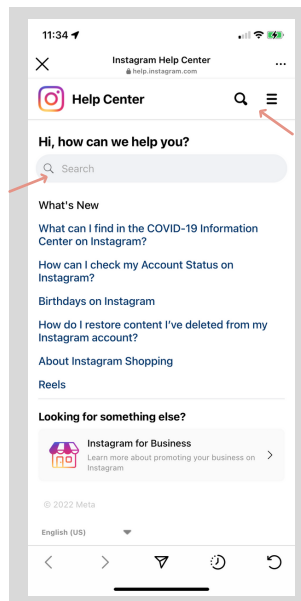 11:34
Instagram Help Center
help.instagram.com
Help Center
Hi, how can we help you?
Search
What's New
What can I find in the COVID-19 Information
Center on Instagram?
How can I check my Account Status on
Instagram?
Birthdays on Instagram
How do I restore content I've deleted from my
Instagram account?
About Instagram Shopping
Reels
Looking for something else?
Instagram for Business
Learn more about promoting your business on
Instagram
© 2022 Meta
English (US)